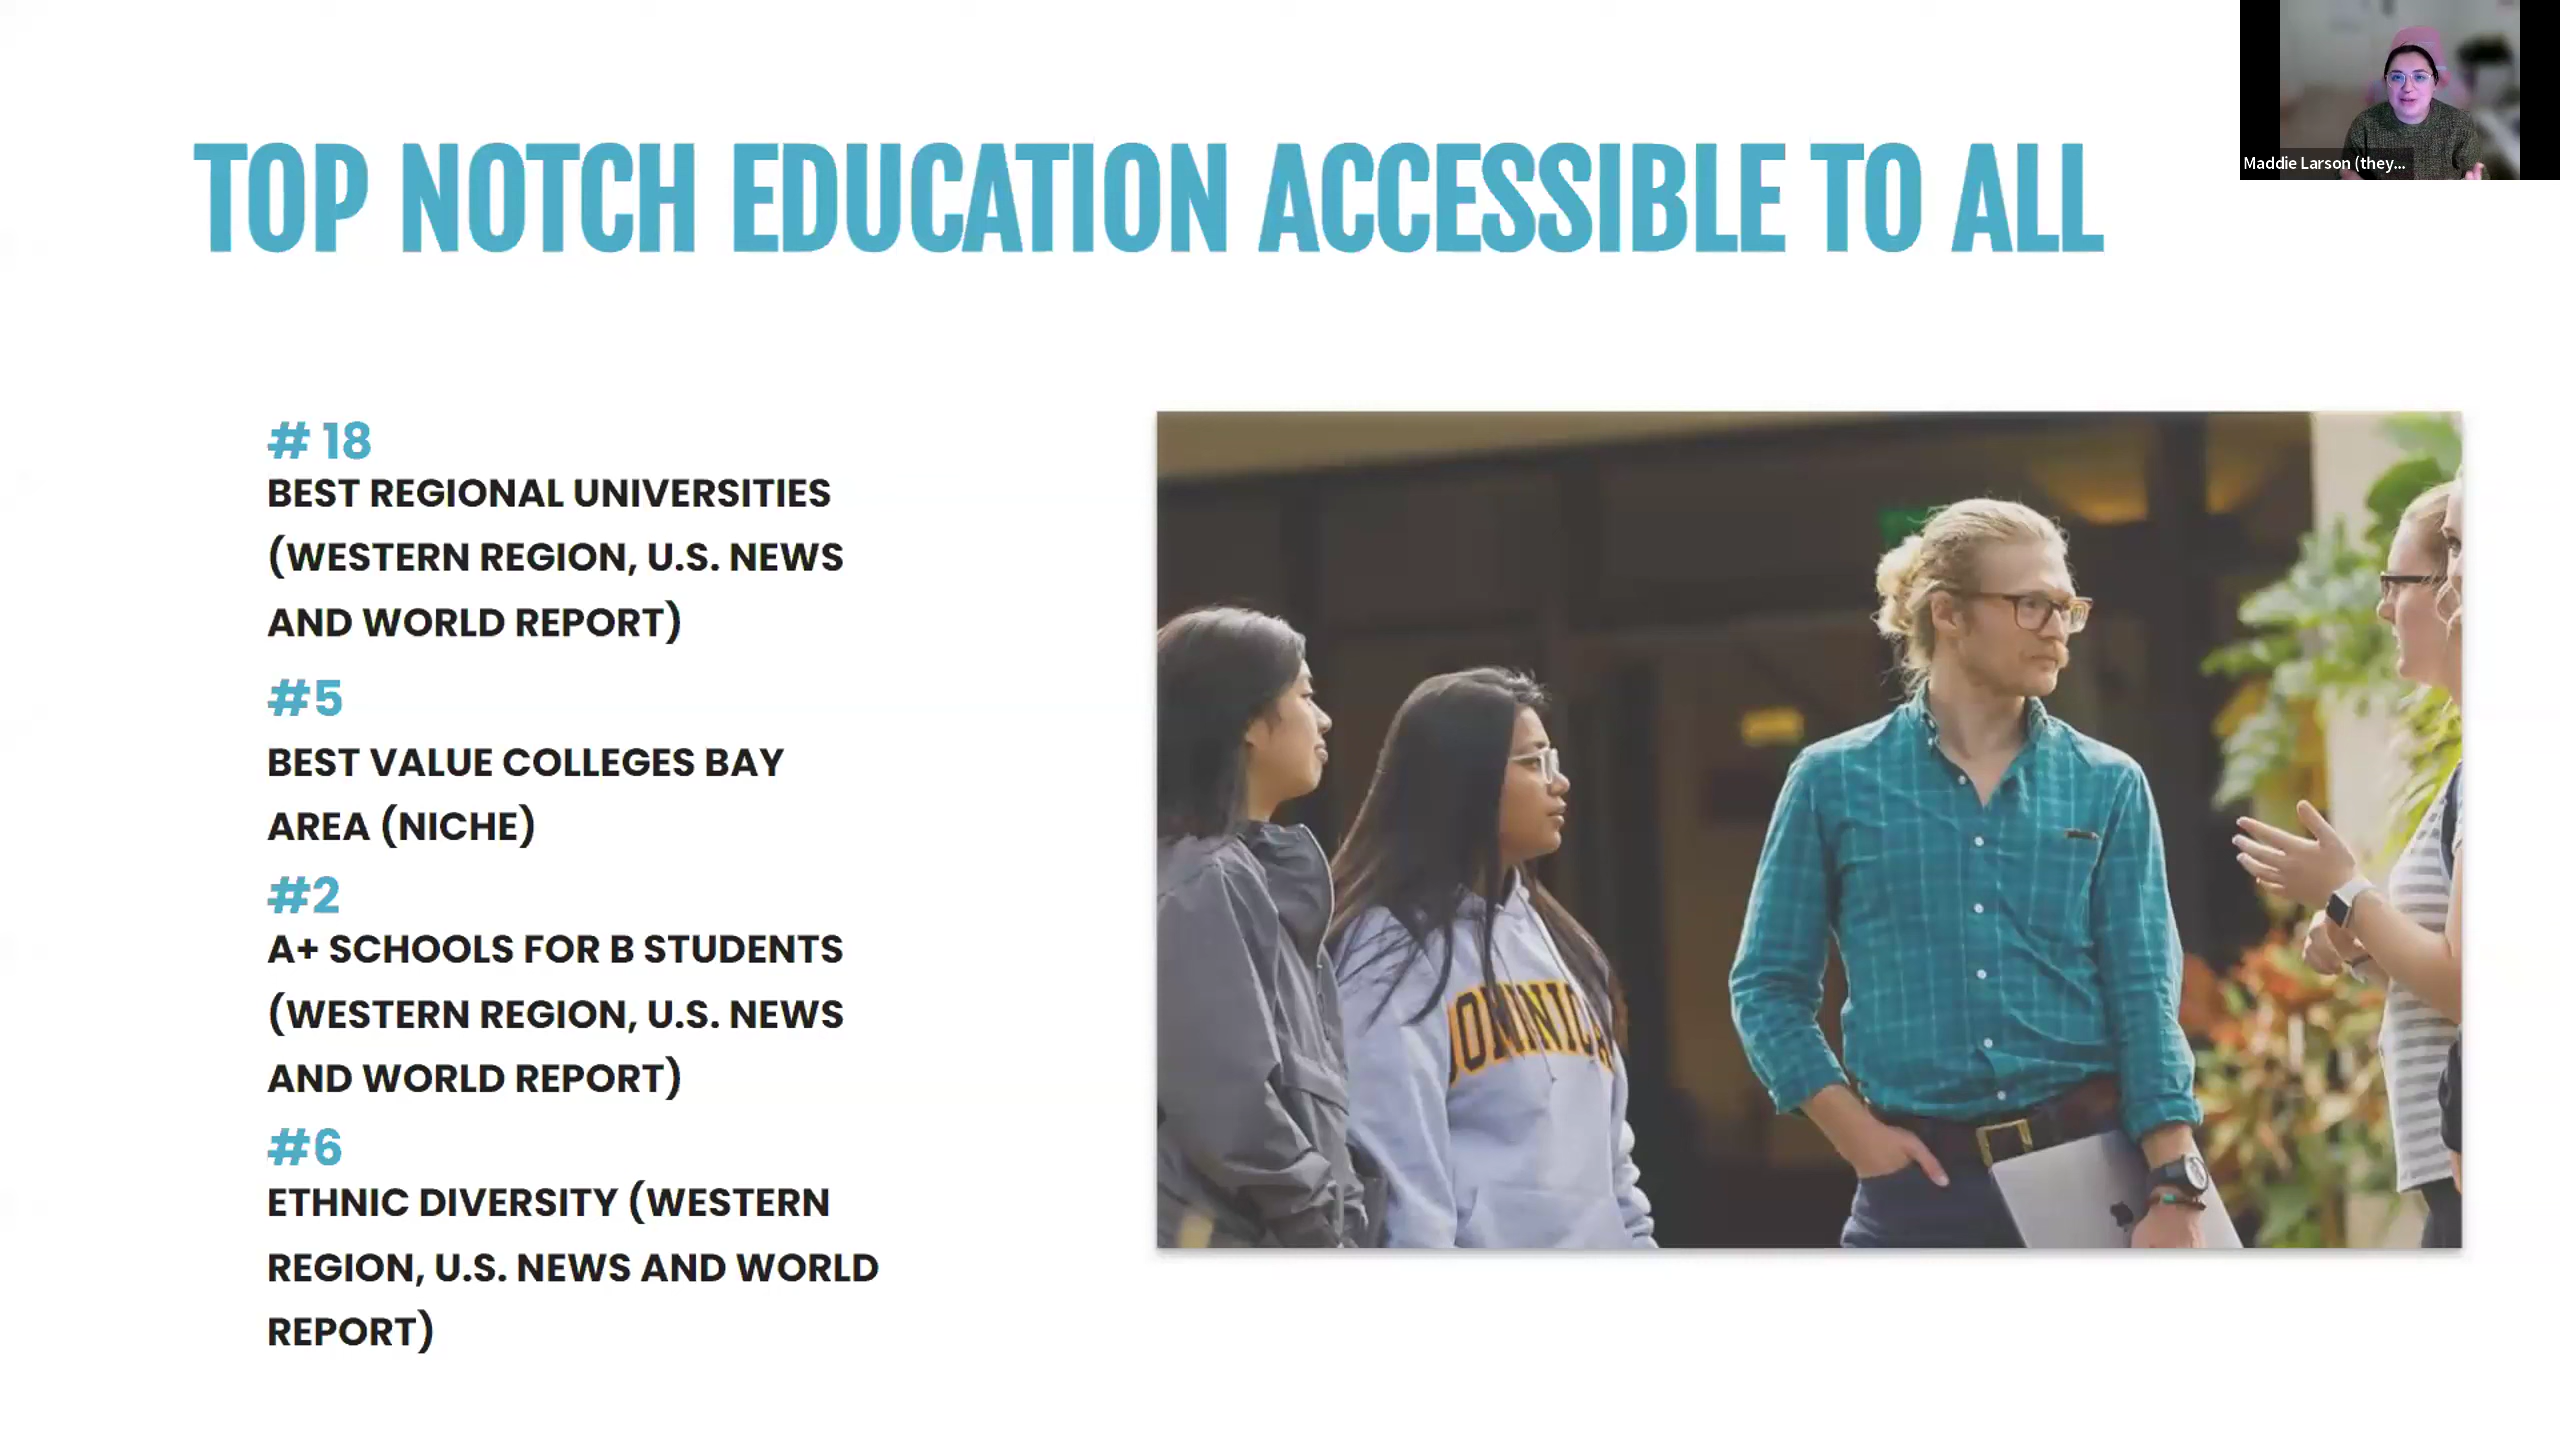 TOP NOTCH EDUCATION ACCESSIBLE TO ALL
Maddie Larson (they...
# 18
BEST REGIONAL UNIVERSITIES
(WESTERN REGION, U.S. NEWS
AND WORLD REPORT)
#5
BEST VALUE COLLEGES BAY
AREA (NICHE)
#2
A+ SCHOOLS FOR B STUDENTS
(WESTERN REGION, U.S. NEWS
AND WORLD REPORT)
#6
ETHNIC DIVERSITY (WESTERN
REGION, U.S. NEWS AND WORLD
REPORT)
OMINICA